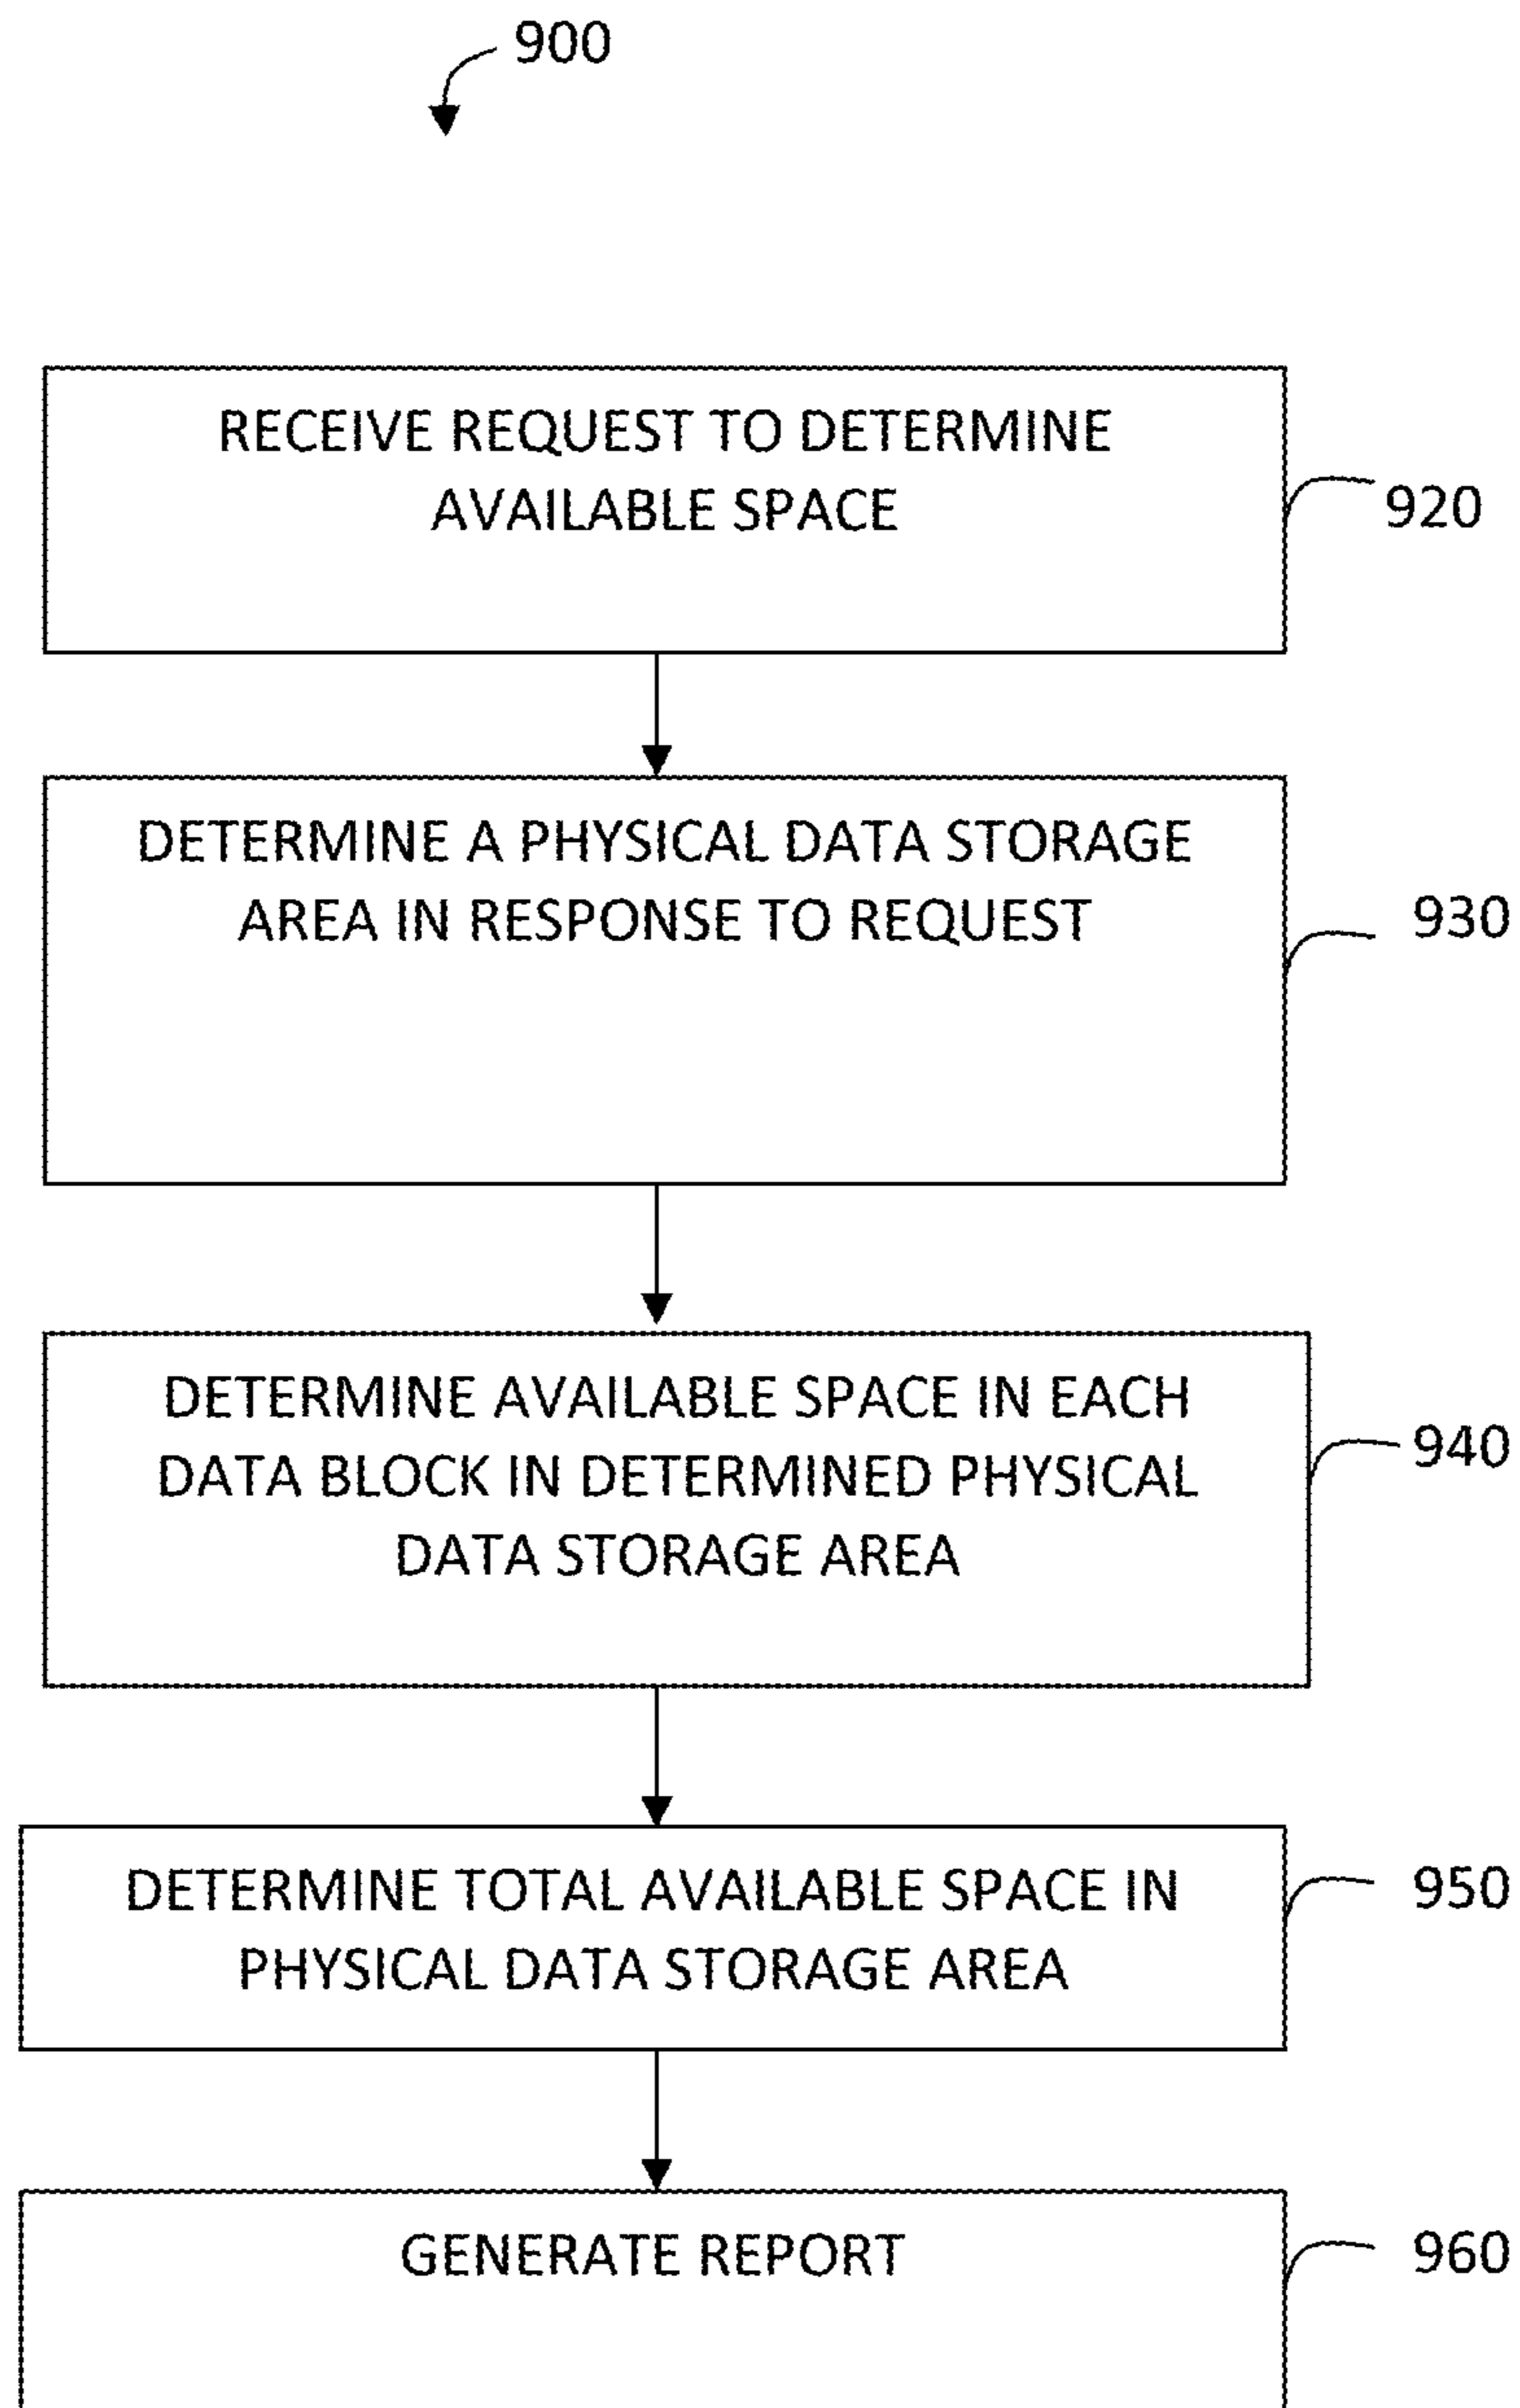 900
RECEIVE REQUEST TO DETERMINE
AVAILABLE SPACE
920
DETERMINE A PHYSICAL DATA STORAGE
AREA IN RESPONSE TO REQUEST
930
DETERMINE AVAILABLE SPACE IN EACH
DATA BLOCK IN DETERMINED PHYSICAL
DATA STORAGE AREA
940
DETERMINE TOTAL AVAILABLE SPACE IN
PHYSICAL DATA STORAGE AREA
950
GENERATE REPORT
960